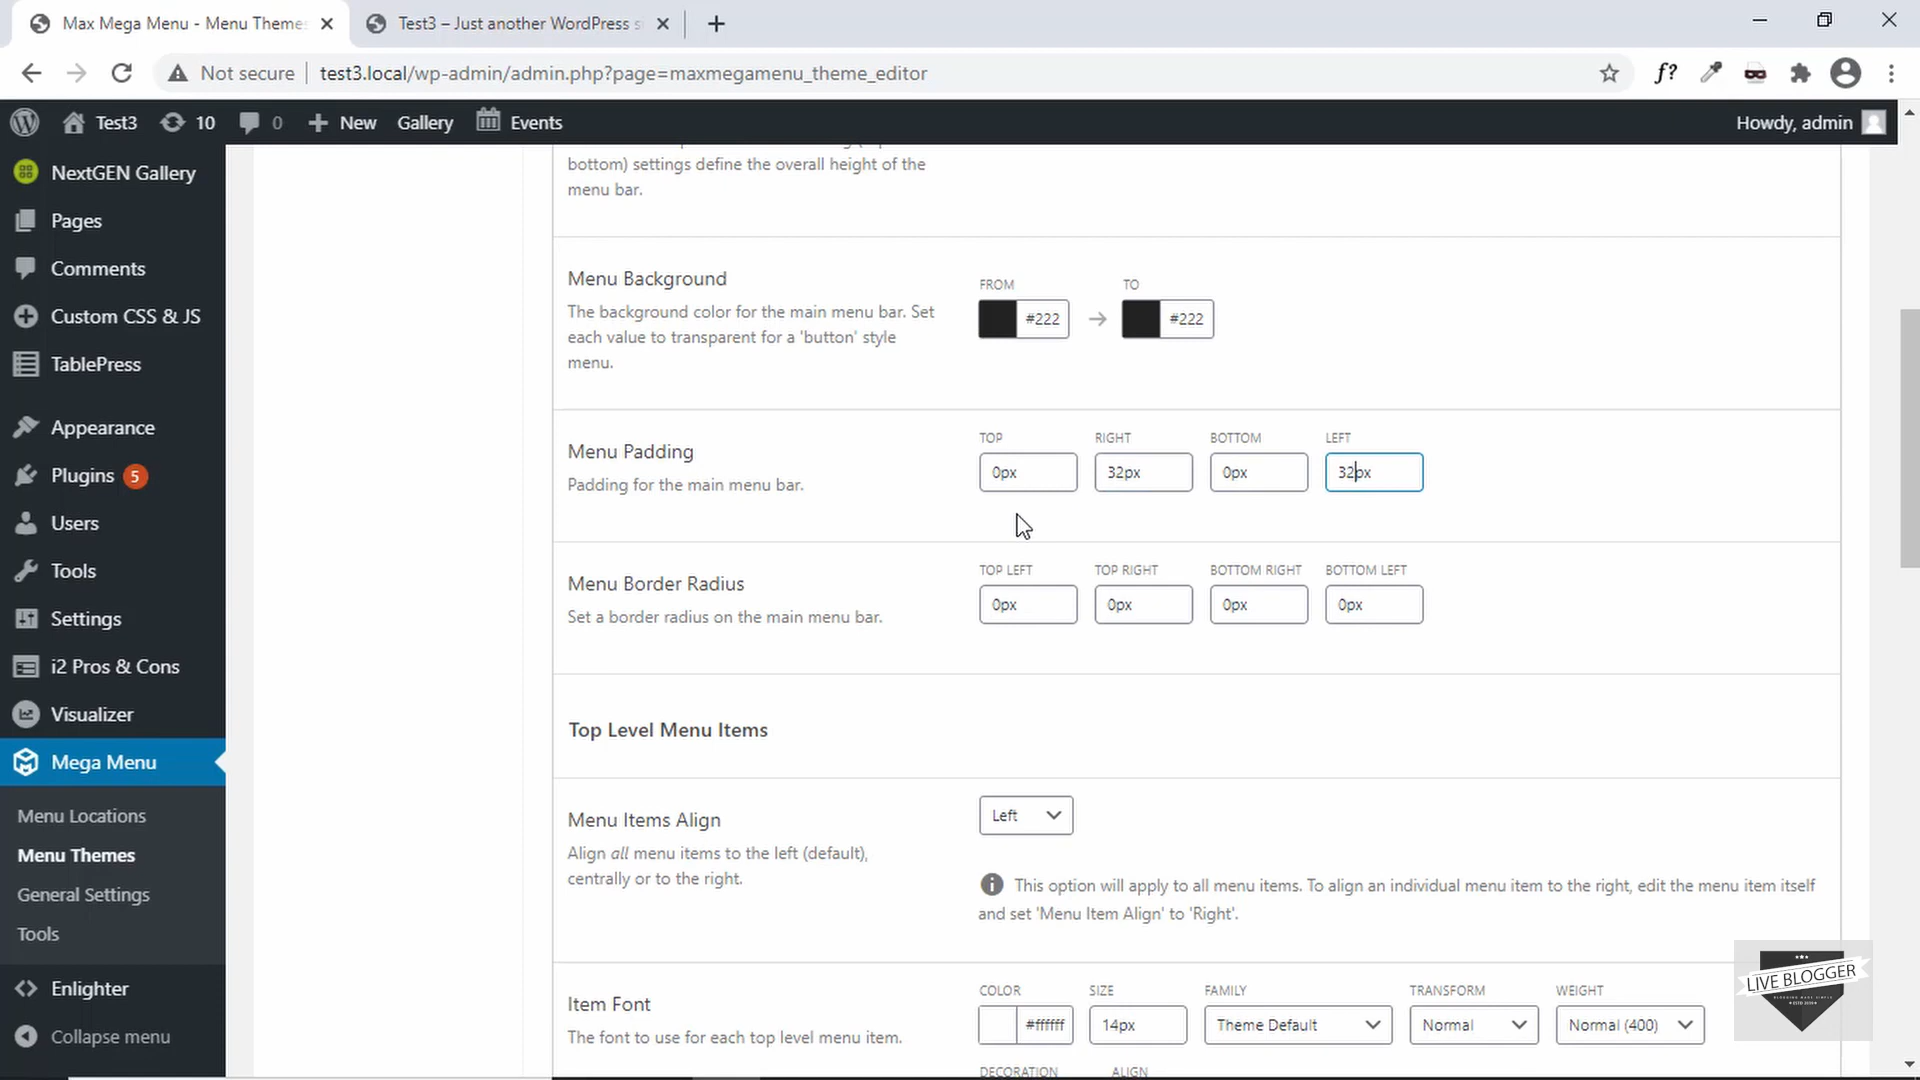 Max Mega Menu - Menu Themes
Test3 – Just another WordPress s
Not secure
test3.local/wp-admin/admin.php?page=maxmegamenu_theme_editor
f?
Test3
10
0
New
Gallery
Events
Howdy, admin
NextGEN Gallery
Pages
Comments
Custom CSS & JS
TablePress
Appearance
Plugins 5
Users
Tools
Settings
i2 Pros & Cons
Visualizer
Mega Menu
Menu Locations
Menu Themes
General Settings
Tools
Enlighter
Collapse menu
bottom) settings define the overall height of the
menu bar.
Menu Background
The background color for the main menu bar. Set
each value to transparent for a 'button' style
menu.
FROM TO
#222 #222
Menu Padding
Padding for the main menu bar.
TOP RIGHT BOTTOM LEFT
0px 32px 0px 32px
Menu Border Radius
Set a border radius on the main menu bar.
TOP LEFT TOP RIGHT BOTTOM RIGHT BOTTOM LEFT
0px 0px 0px 0px
Top Level Menu Items
Menu Items Align
Align all menu items to the left (default),
centrally or to the right.
Left
This option will apply to all menu items. To align an individual menu item to the right, edit the menu item itself
and set 'Menu Item Align' to 'Right'.
Item Font
The font to use for each top level menu item.
COLOR SIZE FAMILY TRANSFORM WEIGHT
#ffffff 14px Theme Default Normal Normal (400)
DECORATION ALIGN
LIVE BLOGGER